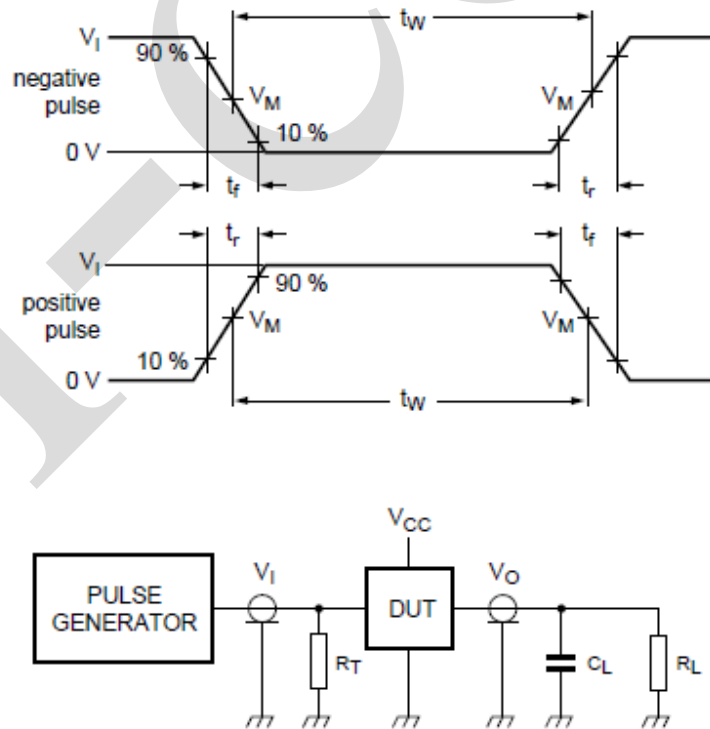 tW
VI
90 %
negative
pulse
VM
VM
10 %
0 V
tf
tr
tr
tf
VI
90 %
positive
pulse
VM
VM
10 %
0 V
tW
VCC
VI
VO
PULSE
GENERATOR
DUT
RT
CL
RL